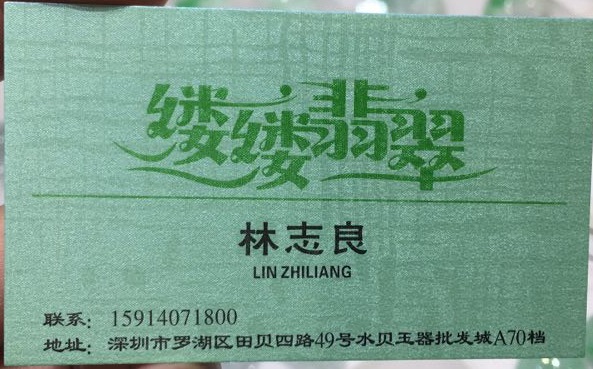 缕缕翡翠
林志良
LIN ZHILIANG
联系：15914071800
地址：深圳市罗湖区田贝四路49号水贝玉器批发城A70档